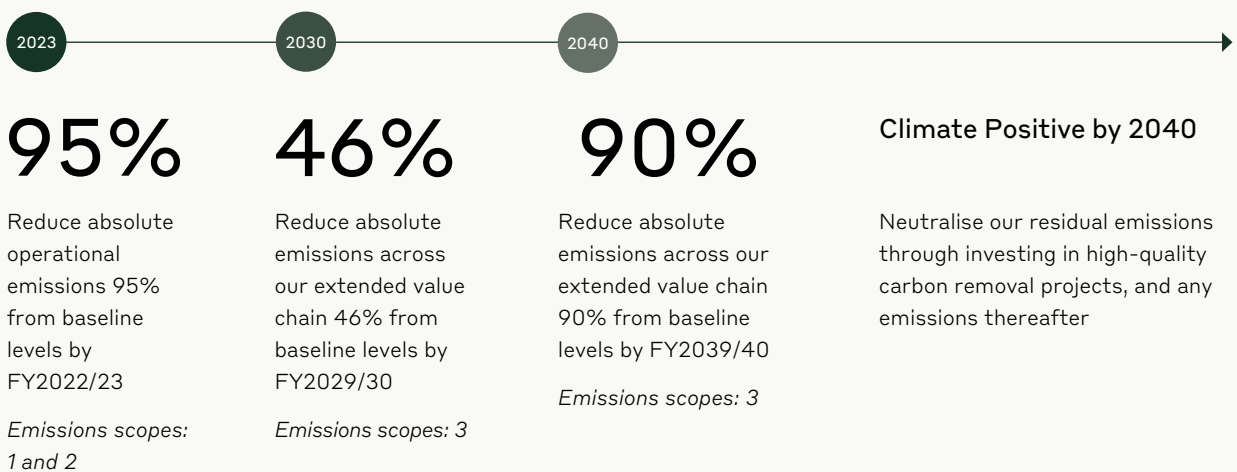 2023
2030
2040
95%
Reduce absolute
operational
emissions 95%
from baseline
levels by
FY2022/23
Emissions scopes:
1 and 2
46%
Reduce absolute
emissions across
our extended value
chain 46% from
baseline levels by
FY2029/30
Emissions scopes: 3
90%
Reduce absolute
emissions across our
extended value chain
90% from baseline
levels by FY2039/40
Emissions scopes: 3
Climate Positive by 2040
Neutralise our residual emissions
through investing in high-quality
carbon removal projects, and any
emissions thereafter